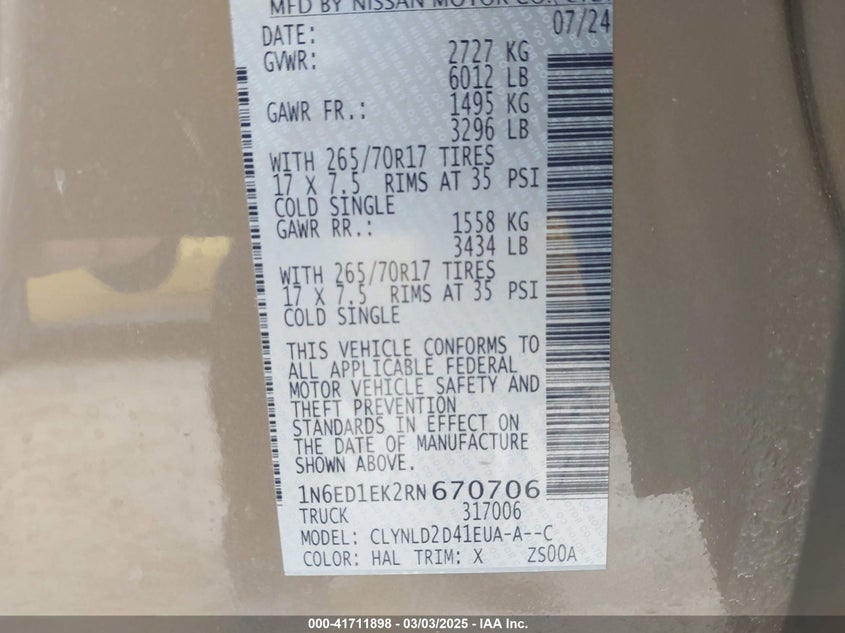 MFD BY NISSAN MOTOR CO., LTD.
DATE: 07/24
GVWR: 2727 KG
6012 LB
GAWR FR.: 1495 KG
3296 LB
WITH 265/70R17 TIRES
17 X 7.5 RIMS AT 35 PSI
COLD SINGLE
GAWR RR.: 1558 KG
3434 LB
WITH 265/70R17 TIRES
17 X 7.5 RIMS AT 35 PSI
COLD SINGLE
THIS VEHICLE CONFORMS TO
ALL APPLICABLE FEDERAL
MOTOR VEHICLE SAFETY AND
THEFT PREVENTION
STANDARDS IN EFFECT ON
THE DATE OF MANUFACTURE
SHOWN ABOVE.
1N6ED1EK2RN670706
TRUCK 317006
MODEL: CLYNLD2D41EUA-A--C
COLOR: HAL TRIM: X ZS00A
000-41711898 - 03/03/2025 - IAA Inc.